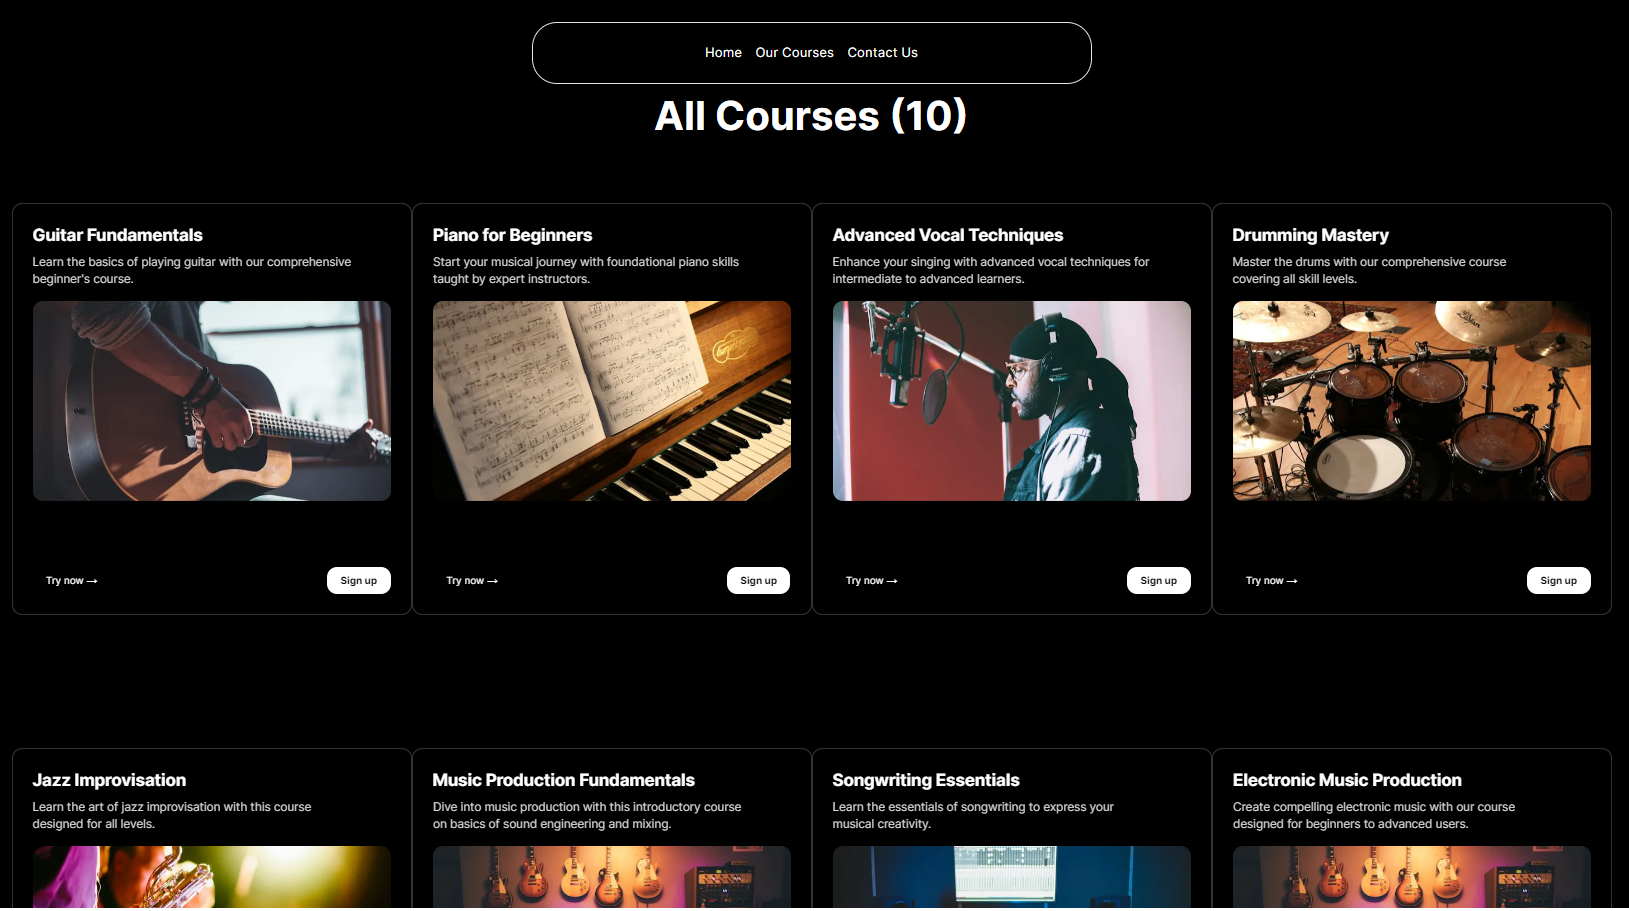 Home Our Courses Contact Us
All Courses (10)
Guitar Fundamentals
Learn the basics of playing guitar with our comprehensive
beginner's course.
Try now →
Sign up
Piano for Beginners
Start your musical journey with foundational piano skills
taught by expert instructors.
Try now →
Sign up
Advanced Vocal Techniques
Enhance your singing with advanced vocal techniques for
intermediate to advanced learners.
Try now →
Sign up
Drumming Mastery
Master the drums with our comprehensive course
covering all skill levels.
Try now →
Sign up
Jazz Improvisation
Learn the art of jazz improvisation with this course
designed for all levels.
Music Production Fundamentals
Dive into music production with this introductory course
on basics of sound engineering and mixing.
Songwriting Essentials
Learn the essentials of songwriting to express your
musical creativity.
Electronic Music Production
Create compelling electronic music with our course
designed for beginners to advanced users.